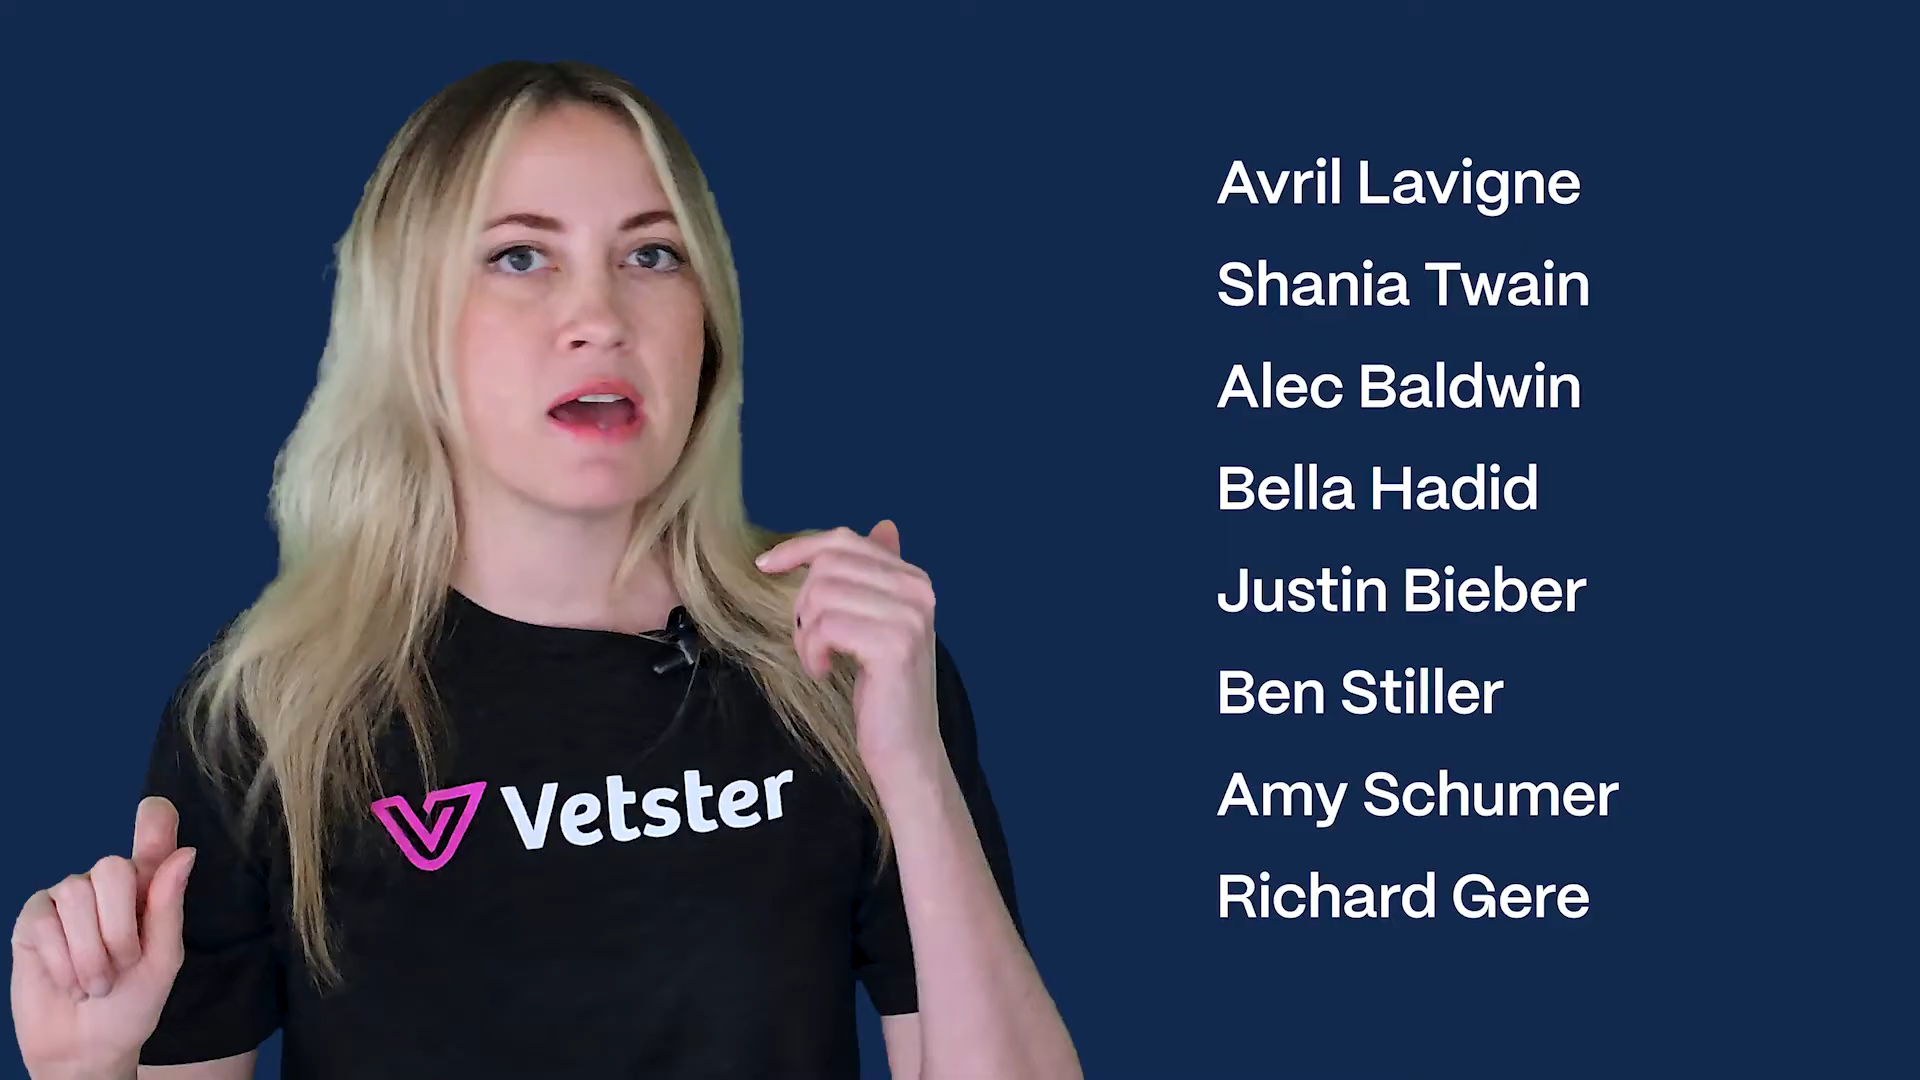 Avril Lavigne
Shania Twain
Alec Baldwin
Bella Hadid
Justin Bieber
Ben Stiller
Amy Schumer
Richard Gere
Vetster